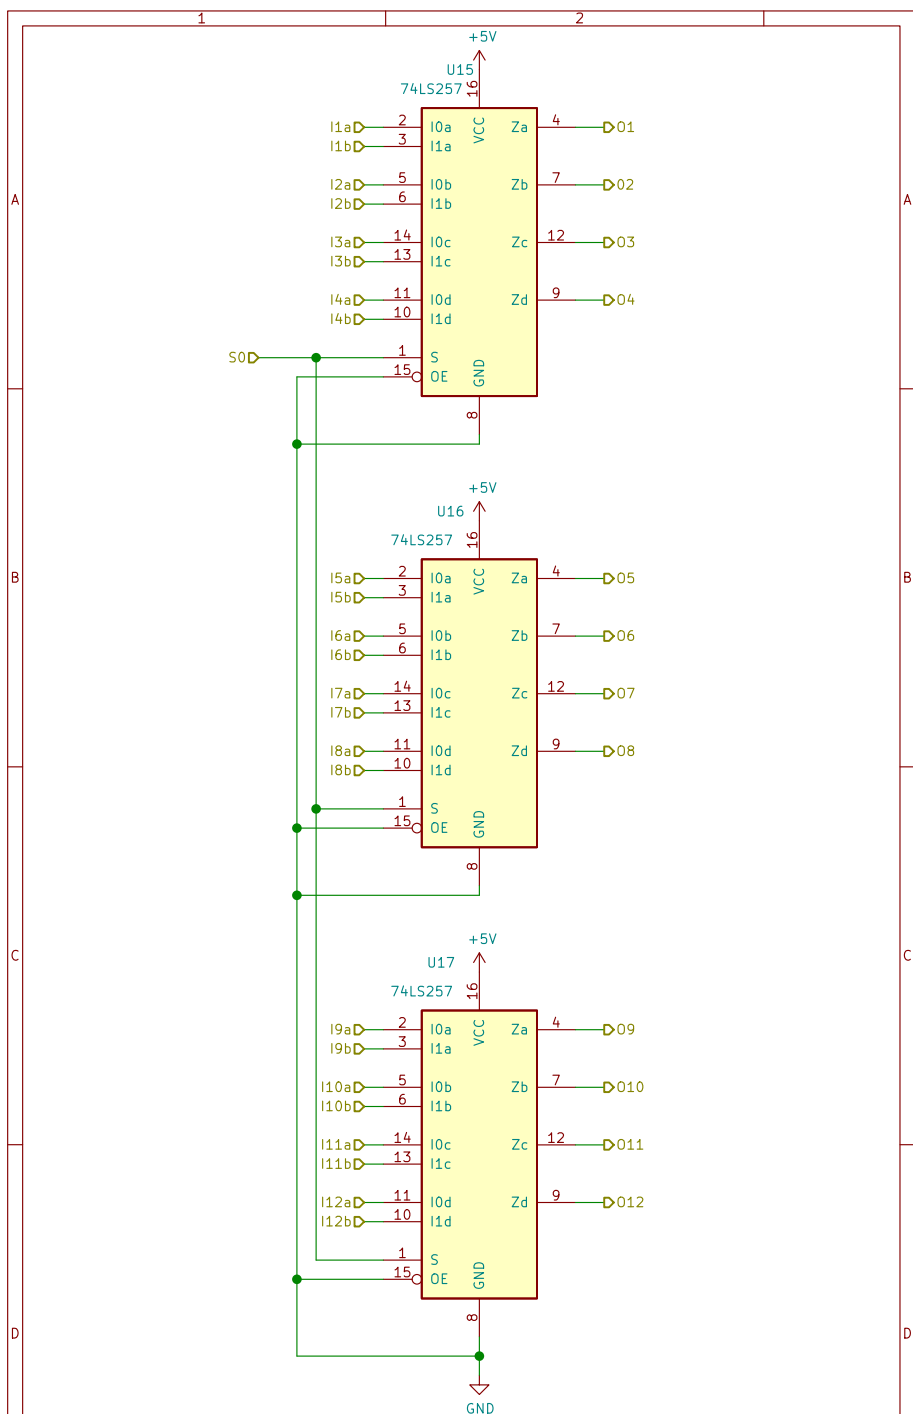 1 2
+5V
U15
74LS257
16
I1a 2 I0a VCC Za 4 O1
I1b 3 I1a
I2a 5 I0b Zb 7 O2
I2b 6 I1b
A A
I3a 14 I0c Zc 12 O3
I3b 13 I1c
I4a 11 I0d Zd 9 O4
I4b 10 I1d
S0 1 S
15 OE GND
8
+5V
U16
74LS257
16
I5a 2 I0a VCC Za 4 O5
B B
I5b 3 I1a
I6a 5 I0b Zb 7 O6
I6b 6 I1b
I7a 14 I0c Zc 12 O7
I7b 13 I1c
I8a 11 I0d Zd 9 O8
I8b 10 I1d
1 S
15 OE GND
8
+5V
C C
U17
74LS257
16
I9a 2 I0a VCC Za 4 O9
I9b 3 I1a
I10a 5 I0b Zb 7 O10
I10b 6 I1b
I11a 14 I0c Zc 12 O11
I11b 13 I1c
I12a 11 I0d Zd 9 O12
I12b 10 I1d
1 S
15 OE GND
8
D D
GND